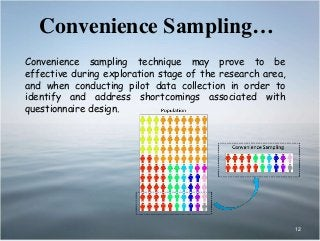 Convenience Sampling…
Convenience sampling technique may prove to be
effective during exploration stage of the research area,
and when conducting pilot data collection in order to
identify and address shortcomings associated with
questionnaire design.
Population
Convenience Sampling
12